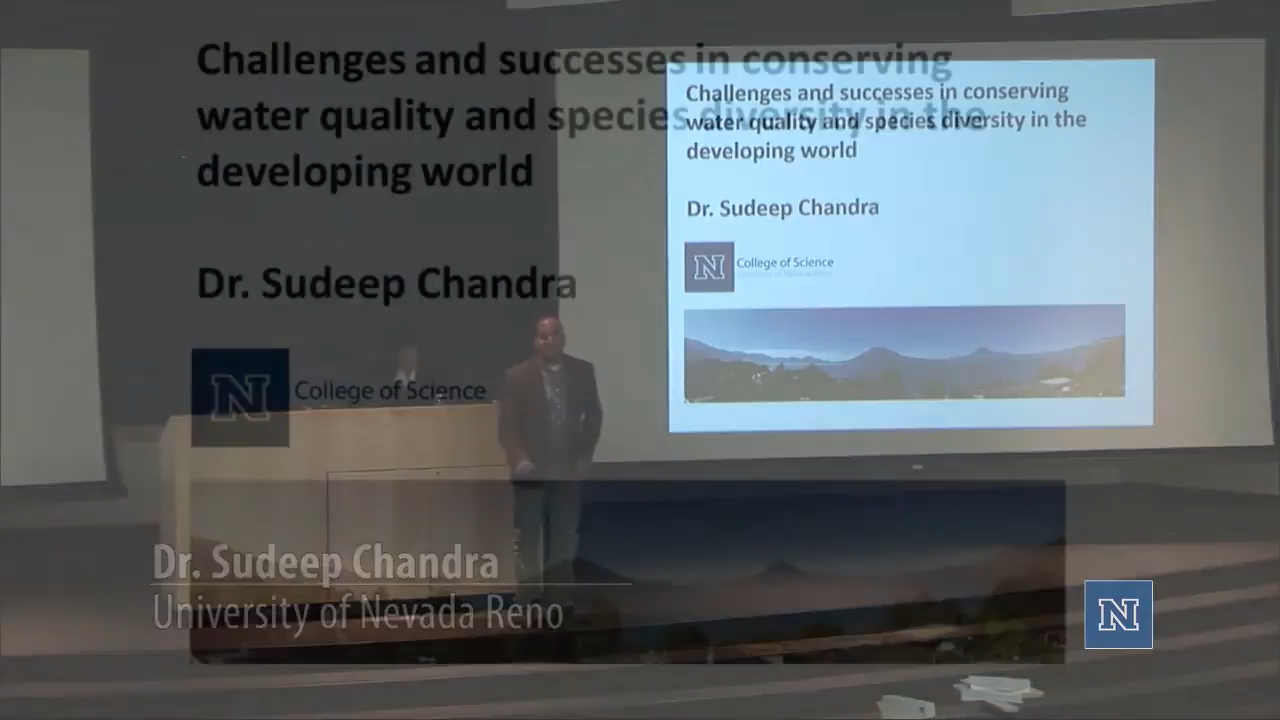 Challenges and successes in conserving
water quality and species diversity in the
developing world
Dr. Sudeep Chandra
N
College of Science
Challenges and successes in conserving
water quality and species diversity in the
developing world
Dr. Sudeep Chandra
N
College of Science
Dr. Sudeep Chandra
University of Nevada Reno
N